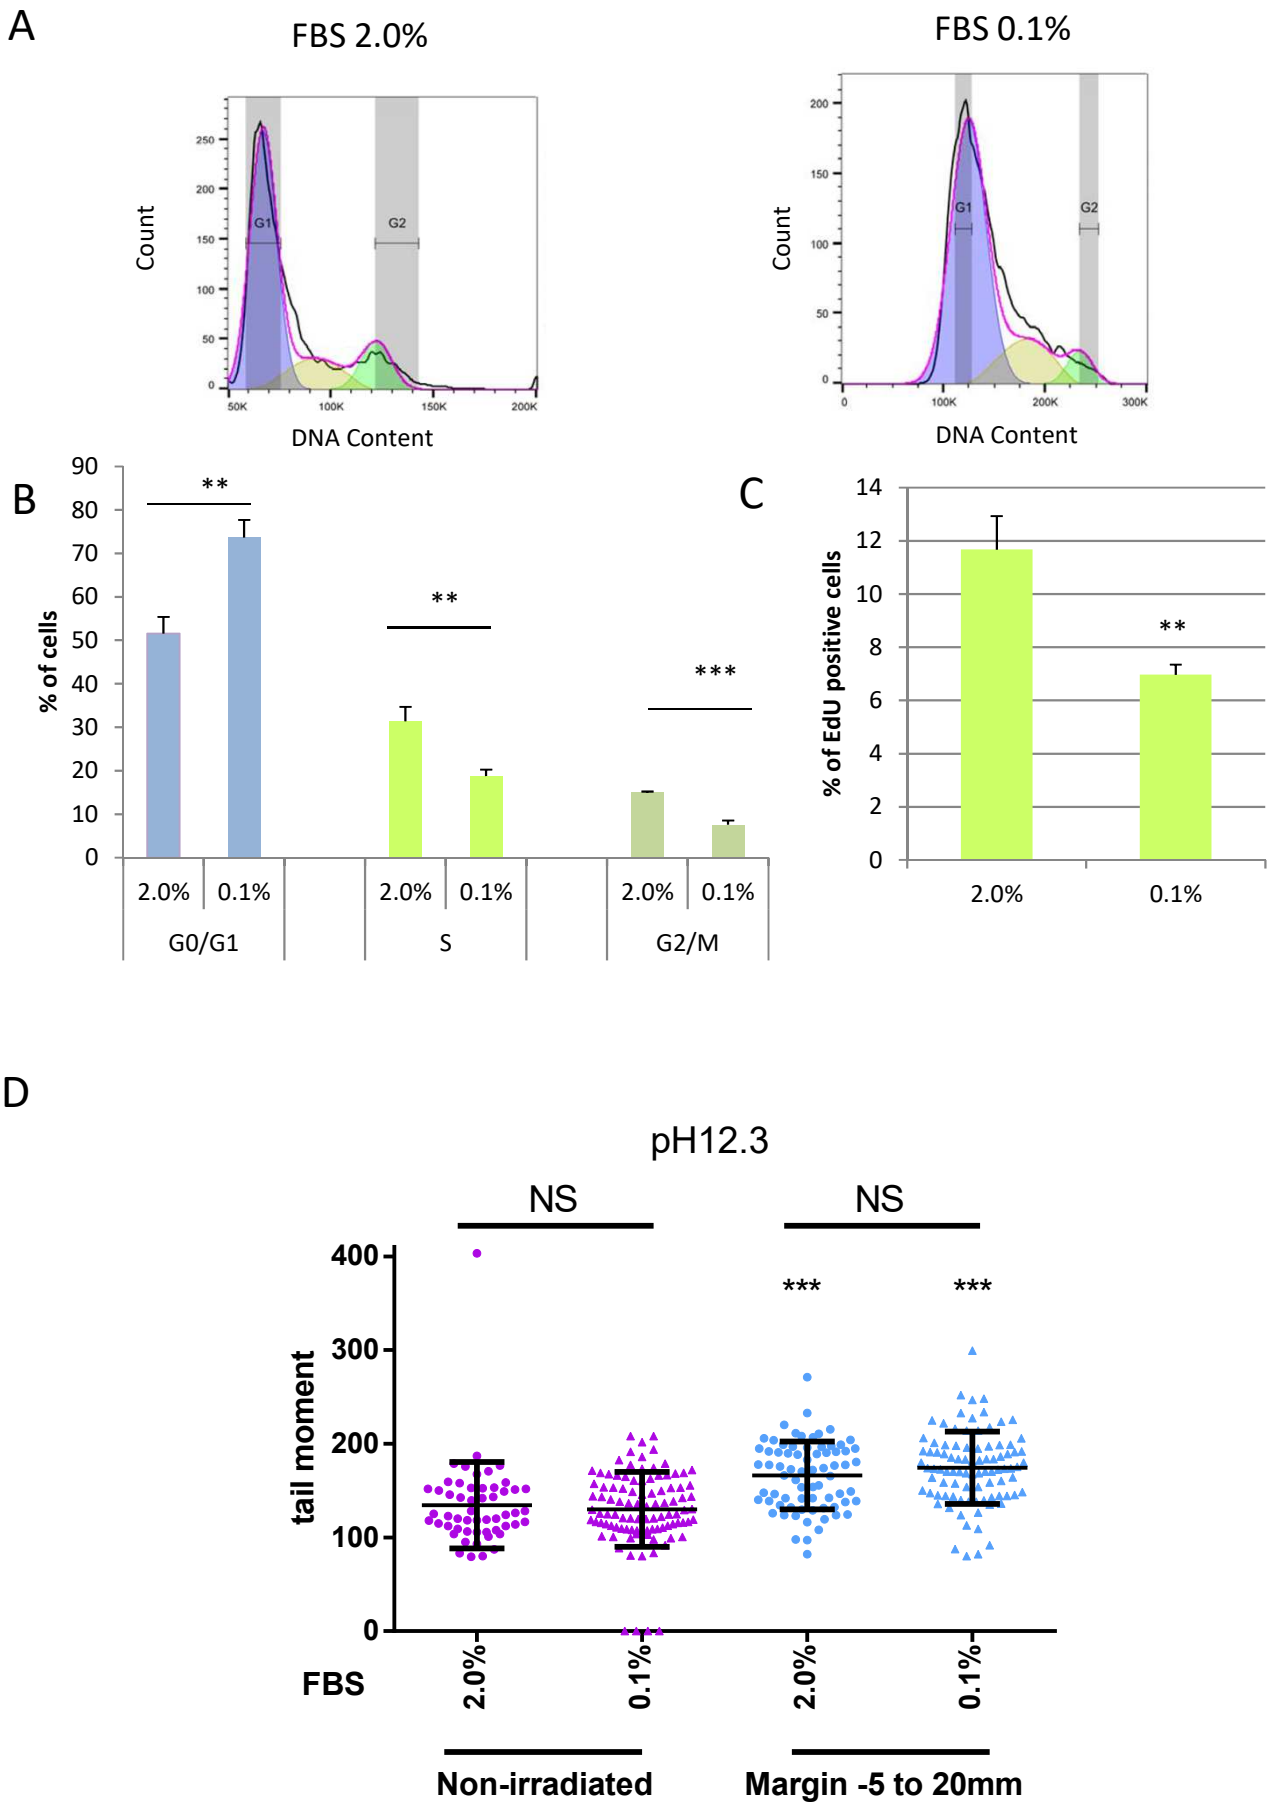 A
FBS 2.0%
FBS 0.1%
250
200
150
100
50
0
G1
G2
Count
50K
100K
150K
200K
DNA Content
200
150
100
50
0
G1
G2
Count
0
100K
200K
300K
DNA Content
B
90
80
70
60
50
40
30
20
10
0
% of cells
**
**
***
2.0%
0.1%
2.0%
0.1%
2.0%
0.1%
G0/G1
S
G2/M
C
14
12
10
8
6
4
2
0
% of EdU positive cells
**
2.0%
0.1%
D
pH12.3
NS
NS
***
***
400
300
200
100
0
tail moment
FBS
2.0%
0.1%
2.0%
0.1%
Non-irradiated
Margin -5 to 20mm